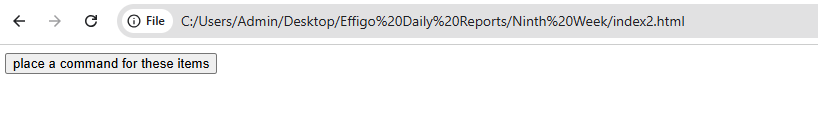 File C:/Users/Admin/Desktop/Effigo%20Daily%20Reports/Ninth%20Week/index2.html
place a command for these items